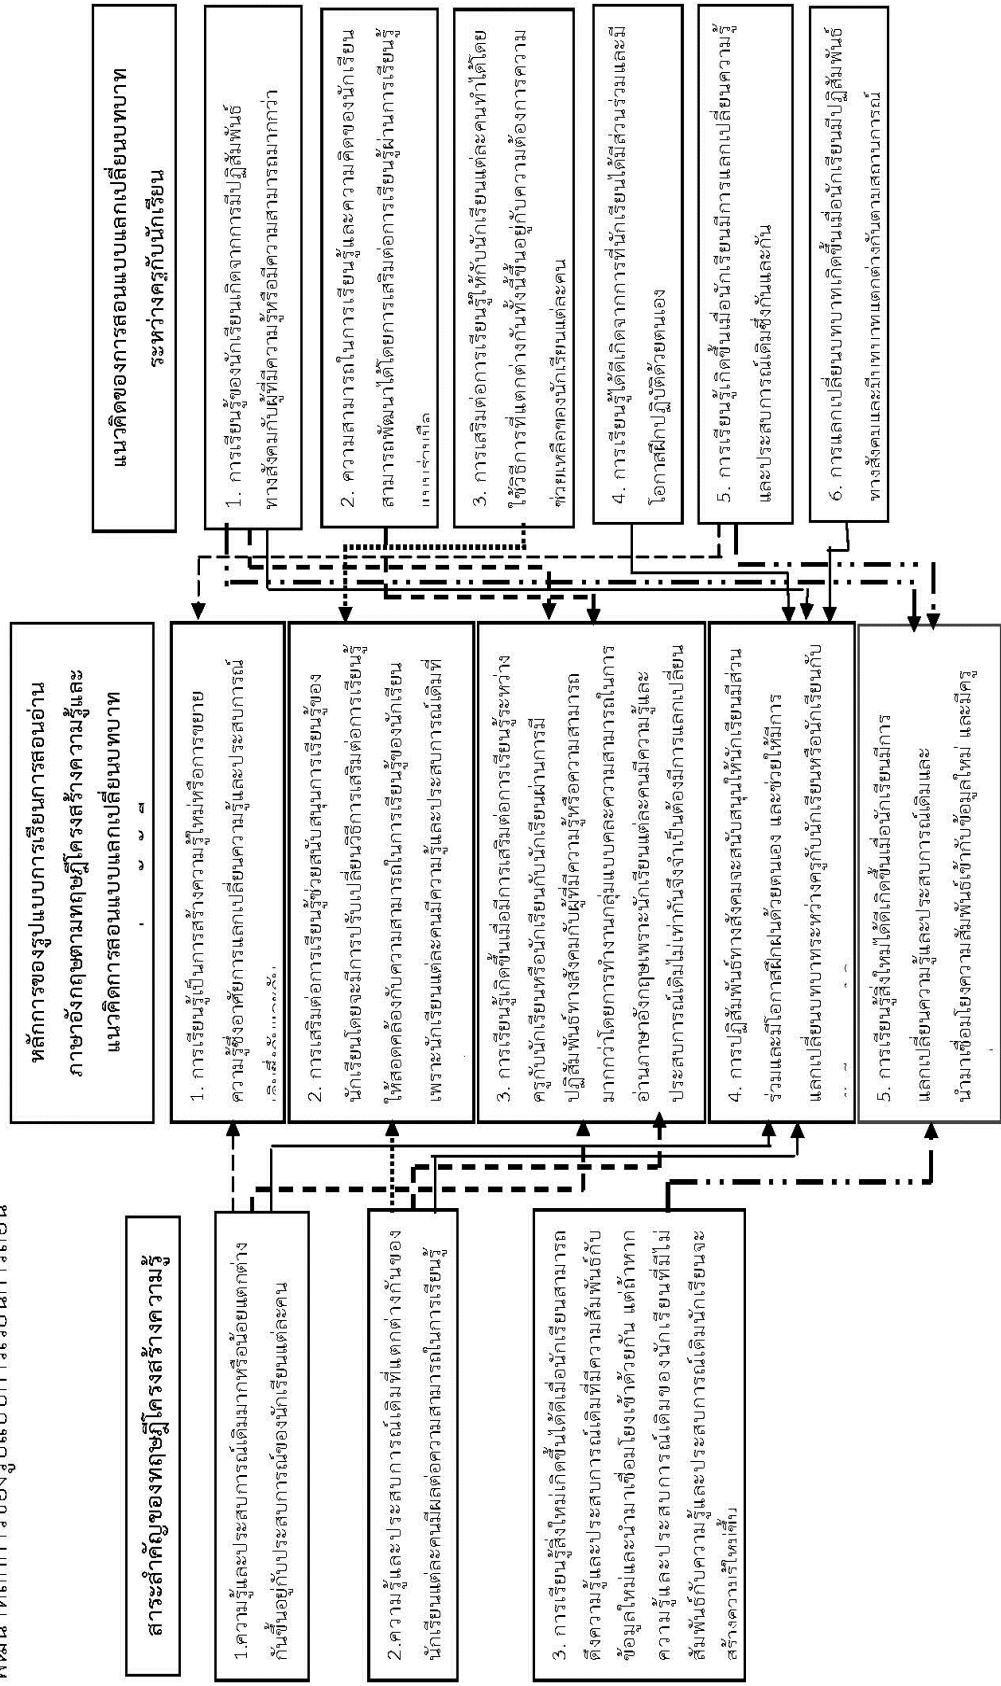 สาระสำคัญของทฤษฎีโครงสร้างความรู้
1.ความรู้และประสบการณ์เดิมมากหรือน้อยแตกต่าง
กันขึ้นอยู่กับประสบการณ์ของนักเรียนแต่ละคน
2.ความรู้และประสบการณ์เดิมที่แตกต่างกันของ
นักเรียนแต่ละคนมีผลต่อความสามารถในการเรียนรู้
3. การเรียนรู้สิ่งใหม่เกิดขึ้นได้ดีเมื่อนักเรียนสามารถ
ดึงความรู้และประสบการณ์เดิมที่มีความสัมพันธ์กับ
ข้อมูลใหม่และนำมาเชื่อมโยงเข้าด้วยกัน แต่ถ้าหาก
ความรู้และประสบการณ์เดิมของนักเรียนที่มีไม่
สัมพันธ์กับความรู้และประสบการณ์เดิมนักเรียนจะ
สร้างความรู้ใหม่ขึ้น
หลักการของรูปแบบการเรียนการสอนอ่าน
ภาษาอังกฤษตามทฤษฎีโครงสร้างความรู้และ
แนวคิดการสอนแบบแลกเปลี่ยนบทบาท
1. การเรียนรู้เป็นการสร้างความรู้ใหม่หรือการขยาย
ความรู้ซึ่งอาศัยการแลกเปลี่ยนความรู้และประสบการณ์
2. การเสริมต่อการเรียนรู้ช่วยสนับสนุนการเรียนรู้ของ
นักเรียนโดยจะมีการปรับเปลี่ยนวิธีการเสริมต่อการเรียนรู้
ให้สอดคล้องกับความสามารถในการเรียนรู้ของนักเรียน
เพราะนักเรียนแต่ละคนมีความรู้และประสบการณ์เดิมที่
3. การเรียนรู้เกิดขึ้นเมื่อมีการเสริมต่อการเรียนรู้ระหว่าง
ครูกับนักเรียนหรือนักเรียนกับนักเรียนผ่านการมี
ปฏิสัมพันธ์ทางสังคมกับผู้ที่มีความรู้หรือความสามารถ
มากกว่าโดยการทำงานกลุ่มแบบคละความสามารถในการ
อ่านภาษาอังกฤษเพราะนักเรียนแต่ละคนมีความรู้และ
ประสบการณ์เดิมไม่เท่ากันจึงจำเป็นต้องมีการแลกเปลี่ยน
4. การปฏิสัมพันธ์ทางสังคมจะสนับสนุนให้นักเรียนมีส่วน
ร่วมและมีโอกาสฝึกฝนด้วยตนเอง และช่วยให้มีการ
แลกเปลี่ยนบทบาทระหว่างครูกับนักเรียนหรือนักเรียนกับ
5. การเรียนรู้สิ่งใหม่ได้ดีเกิดขึ้นเมื่อนักเรียนมีการ
แลกเปลี่ยนความรู้และประสบการณ์เดิมและ
นำมาเชื่อมโยงความสัมพันธ์เข้ากับข้อมูลใหม่ และมีครู
แนวคิดของการสอนแบบแลกเปลี่ยนบทบาท
ระหว่างครูกับนักเรียน
1. การเรียนรู้ของนักเรียนเกิดจากการมีปฏิสัมพันธ์
ทางสังคมกับผู้ที่มีความรู้หรือมีความสามารถมากกว่า
2. ความสามารถในการเรียนรู้และความคิดของนักเรียน
สามารถพัฒนาได้โดยการเสริมต่อการเรียนรู้ผ่านการเรียนรู้
แบบร่วมมือ
3. การเสริมต่อการเรียนรู้ให้กับนักเรียนแต่ละคนทำได้โดย
ใช้วิธีการที่แตกต่างกันทั้งนี้ขึ้นอยู่กับความต้องการความ
ช่วยเหลือของนักเรียนแต่ละคน
4. การเรียนรู้ได้ดีเกิดจากการที่นักเรียนได้มีส่วนร่วมและมี
โอกาสฝึกปฏิบัติด้วยตนเอง
5. การเรียนรู้เกิดขึ้นเมื่อนักเรียนมีการแลกเปลี่ยนความรู้
และประสบการณ์เดิมซึ่งกันและกัน
6. การแลกเปลี่ยนบทบาทเกิดขึ้นเมื่อนักเรียนมีปฏิสัมพันธ์
ทางสังคมและมีบทบาทแตกต่างกันตามสถานการณ์